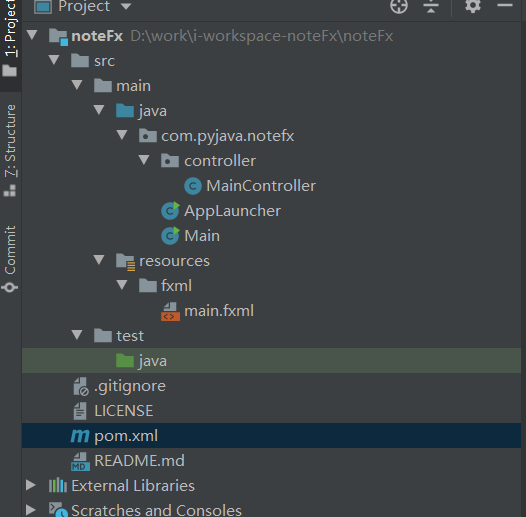 Project
noteFx D:\work\i-workspace-noteFx\noteFx
src
main
java
com.pyjava.notefx
controller
C MainController
C AppLauncher
C Main
resources
fxml
main.fxml
test
java
.gitignore
LICENSE
m pom.xml
MD README.md
External Libraries
Scratches and Consoles
1: Project
Z: Structure
Commit